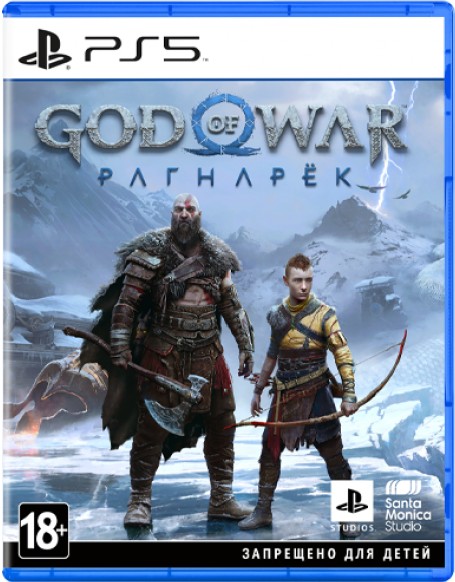 PS5
GOD OF WAR
РАГНАРЁК
18+
STUDIOS
Santa
Monica
Studio
ЗАПРЕЩЕНО ДЛЯ ДЕТЕЙ